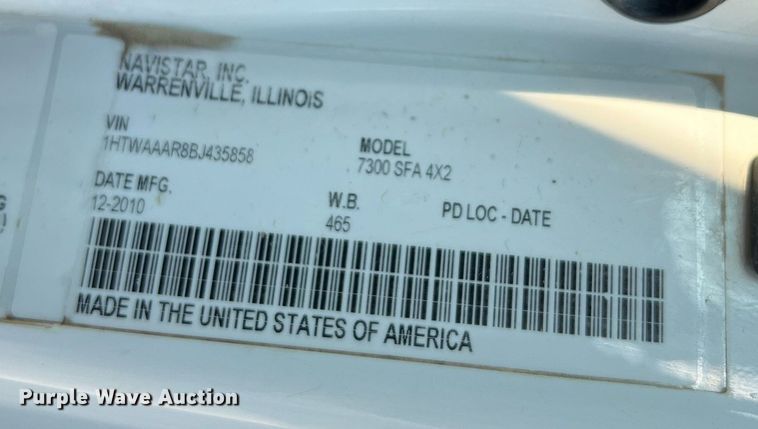 NAVISTAR, INC.
WARRENVILLE, ILLINOIS
VIN
1HTWAAAR8BJ435858
MODEL
7300 SFA 4X2
DATE MFG.
12-2010
W.B.
465
PD LOC - DATE
MADE IN THE UNITED STATES OF AMERICA
Purple Wave Auction